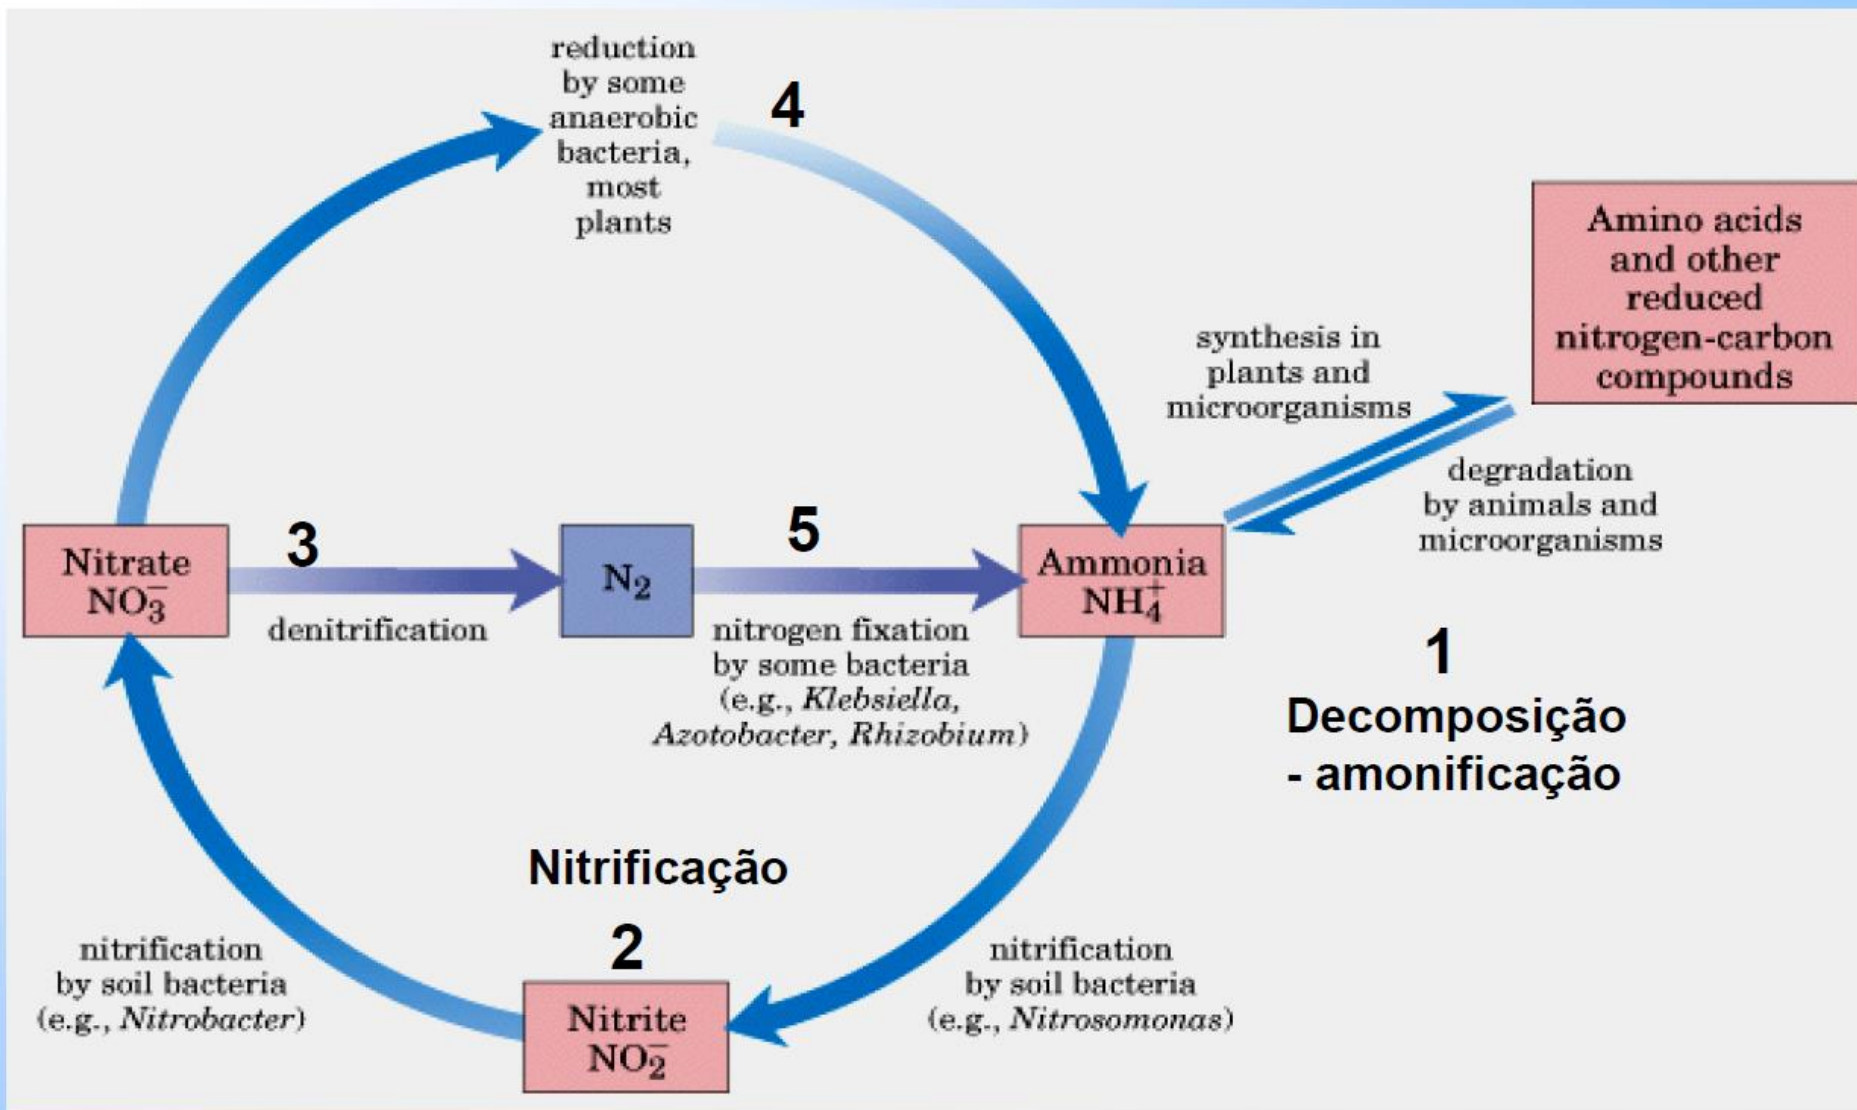 reduction
by some
anaerobic
bacteria,
most
plants
4
Amino acids
and other
reduced
nitrogen-carbon
compounds
synthesis in
plants and
microorganisms
degradation
by animals and
microorganisms
Nitrate
NO₃⁻
3
denitrification
N₂
5
nitrogen fixation
by some bacteria
(e.g., Klebsiella,
Azotobacter, Rhizobium)
Ammonia
NH₄⁺
1
Decomposição
- amonificação
Nitrificação
2
nitrification
by soil bacteria
(e.g., Nitrobacter)
Nitrite
NO₂⁻
nitrification
by soil bacteria
(e.g., Nitrosomonas)